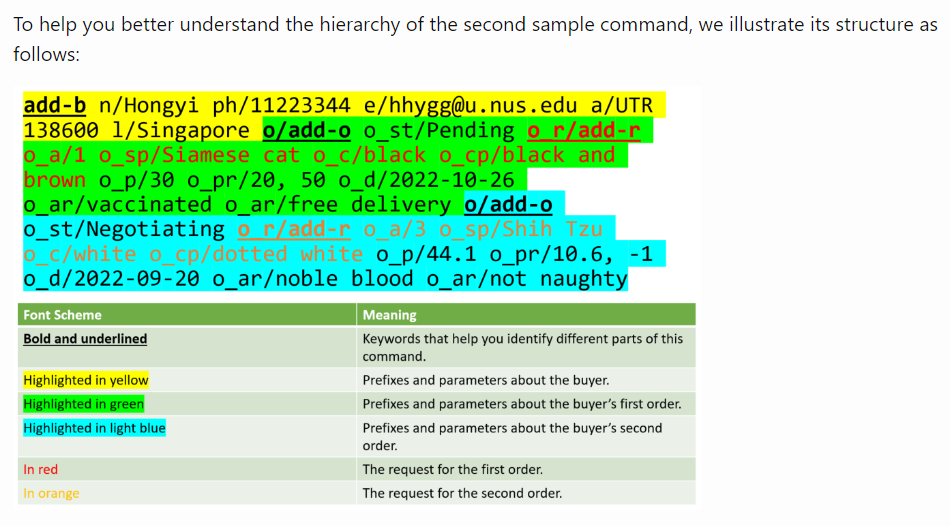 To help you better understand the hierarchy of the second sample command, we illustrate its structure as
follows:
add-b n/Hongyi ph/11223344 e/hhygg@u.nus.edu a/UTR
138600 l/Singapore o/add-o o_st/Pending o_r/add-r
o_a/1 o_sp/Siamese cat o_c/black o_cp/black and
brown o_p/30 o_pr/20, 50 o_d/2022-10-26
o_ar/vaccinated o_ar/free delivery o/add-o
o_st/Negotiating o_r/add-r o_a/3 o_sp/Shih Tzu
o_c/white o_cp/dotted white o_p/44.1 o_pr/10.6, -1
o_d/2022-09-20 o_ar/noble blood o_ar/not naughty
Font Scheme Meaning
Bold and underlined Keywords that help you identify different parts of this
command.
Highlighted in yellow Prefixes and parameters about the buyer.
Highlighted in green Prefixes and parameters about the buyer's first order.
Highlighted in light blue Prefixes and parameters about the buyer's second
order.
In red The request for the first order.
In orange The request for the second order.